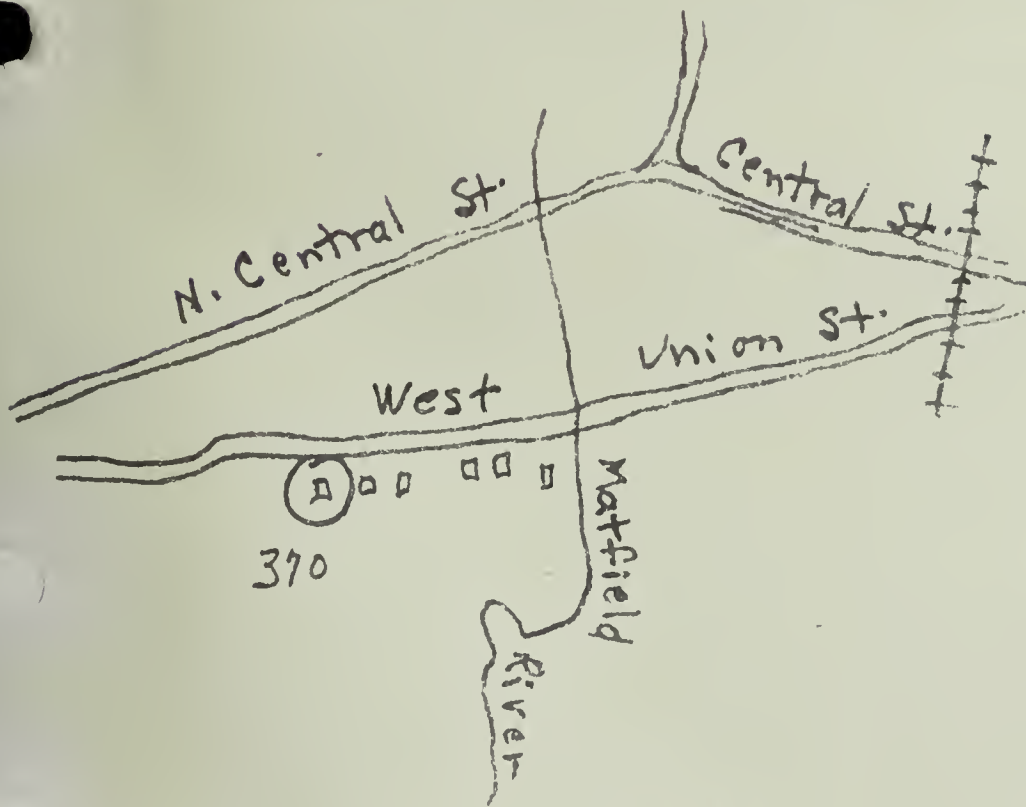 N. Central St.
Central St.
West Union St.
370
Matfield
River